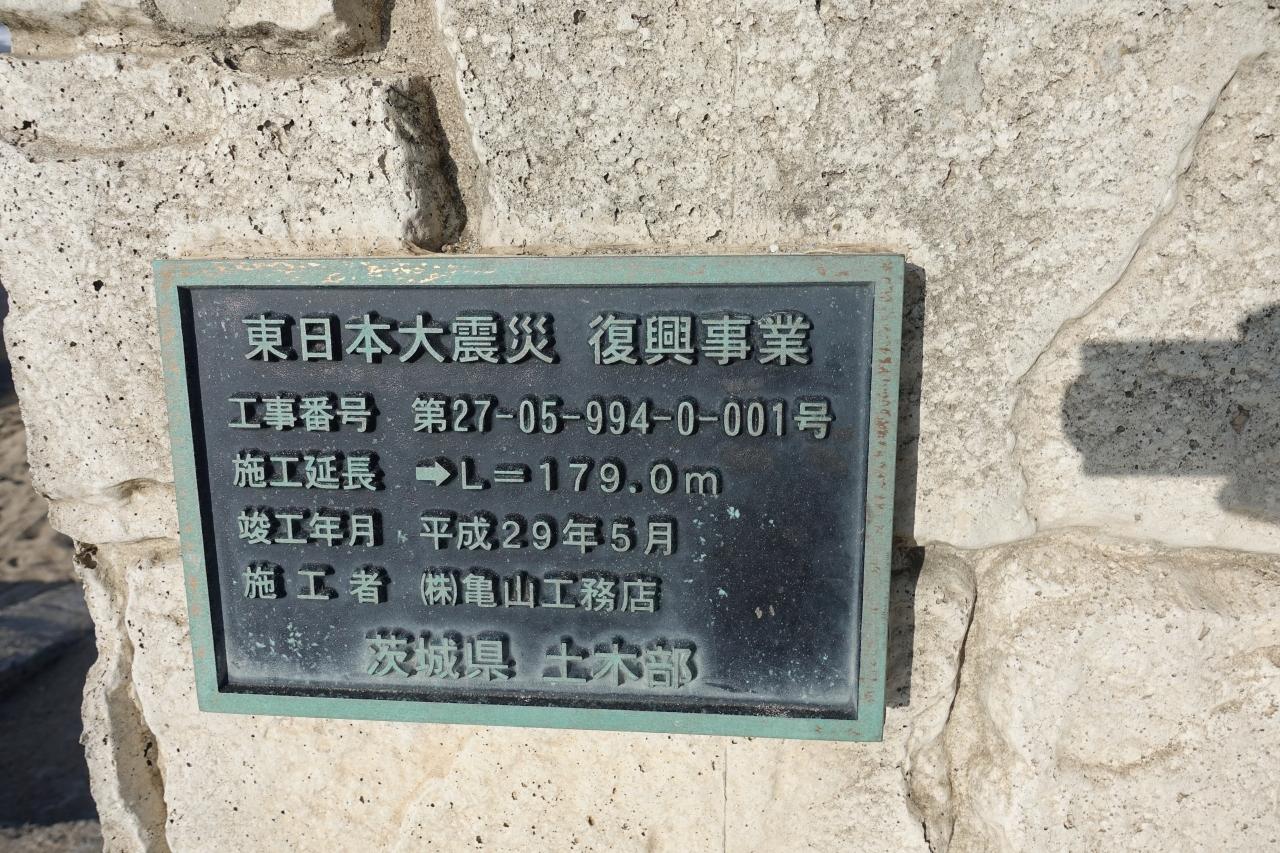 東日本大震災 復興事業
工事番号 第27-05-994-0-001号
施工延長 ➡L=179.0m
竣工年月 平成29年5月
施工者 ㈱亀山工務店
茨城県 土木部